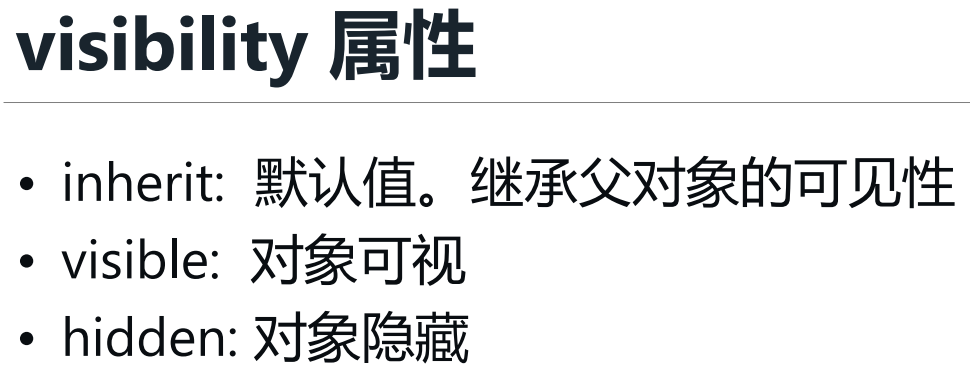 visibility 属性
• inherit: 默认值。继承父对象的可见性
• visible: 对象可视
• hidden: 对象隐藏